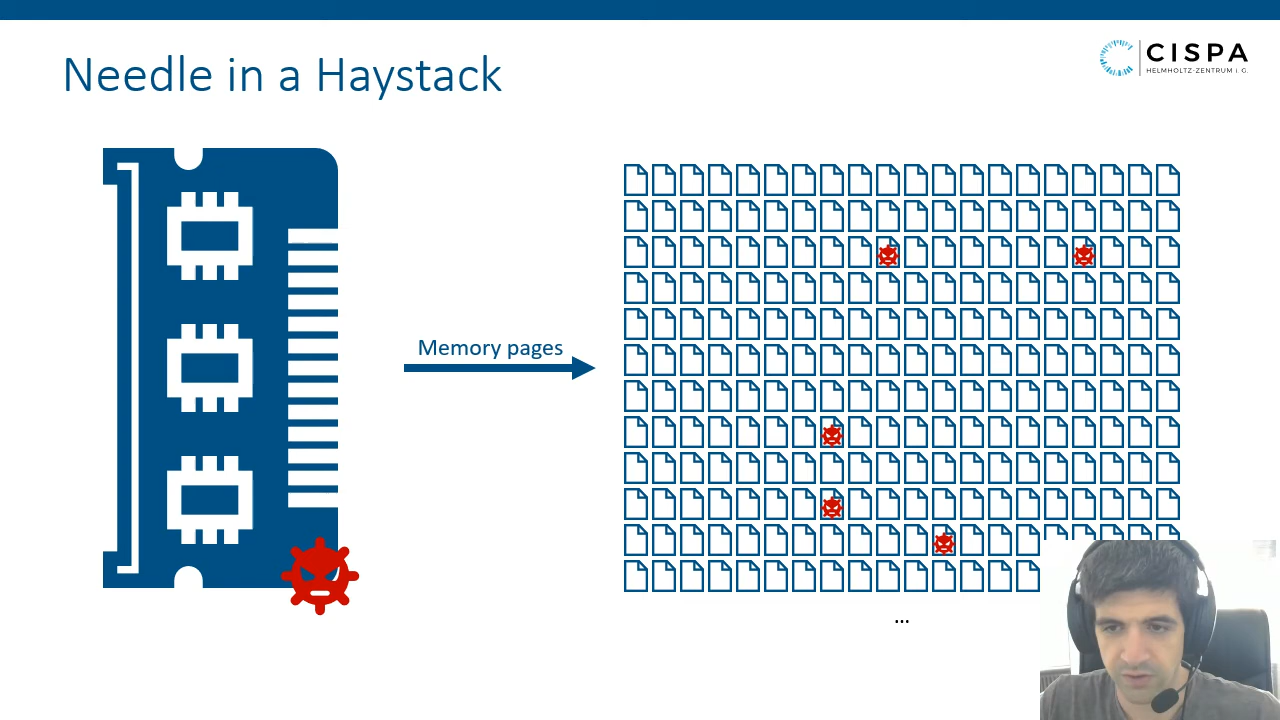 Needle in a Haystack
CISPA
HELMHOLTZ-ZENTRUM i. G.
Memory pages
...